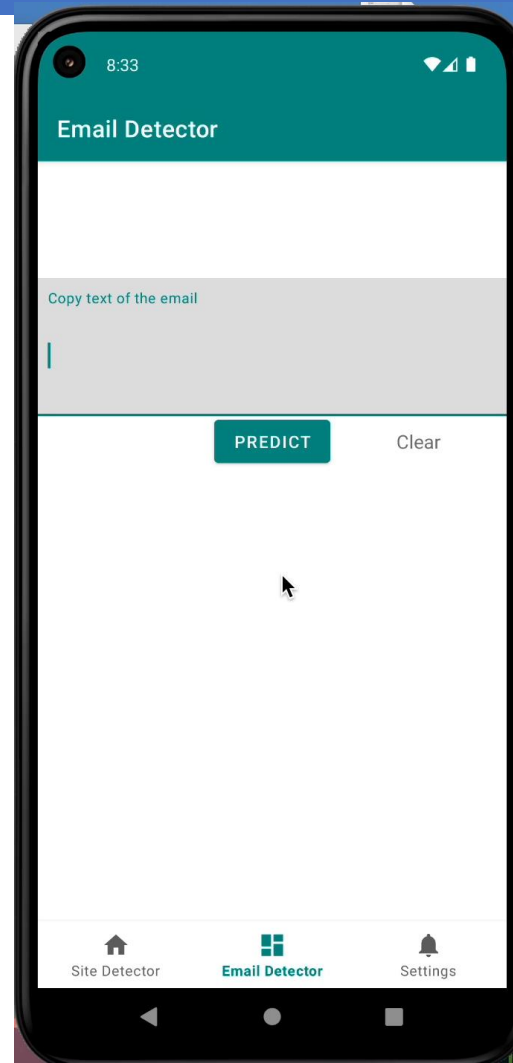 8:33
Email Detector
Copy text of the email
PREDICT Clear
Site Detector Email Detector Settings